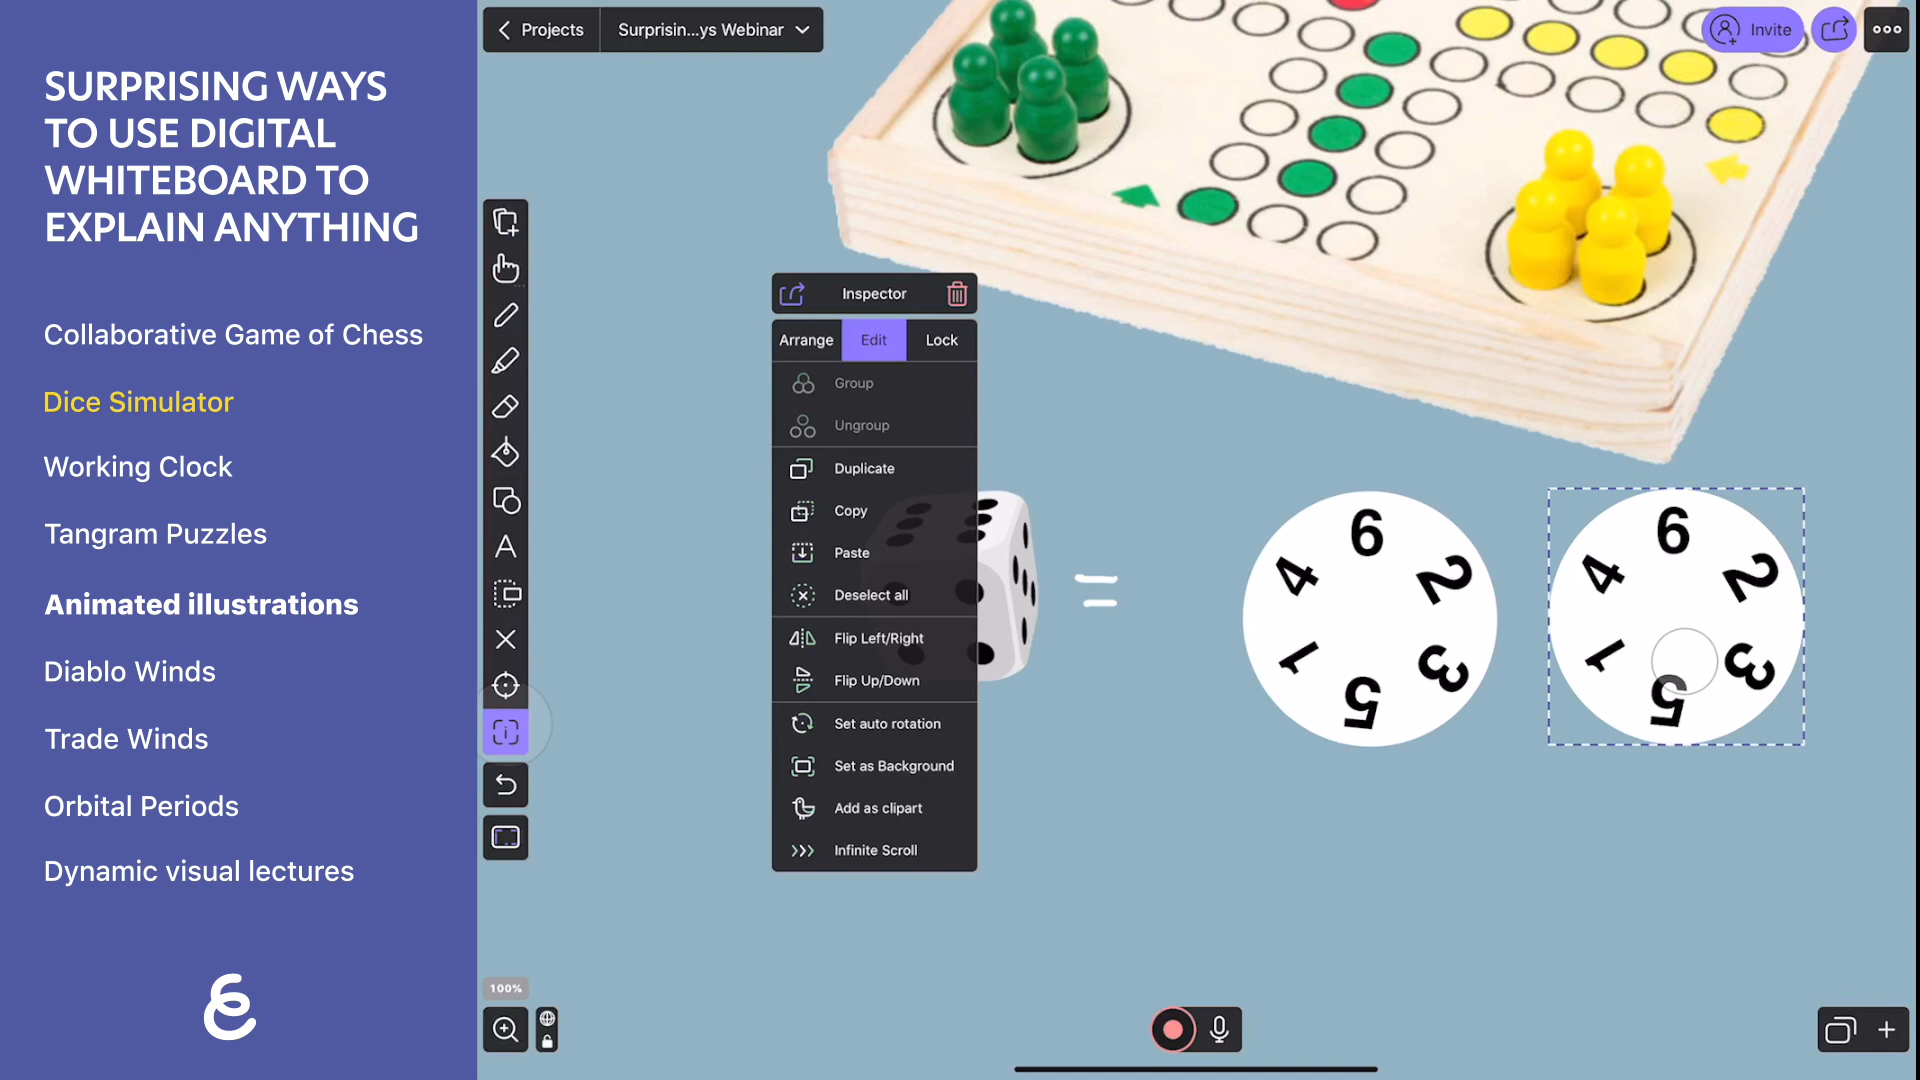 SURPRISING WAYS
TO USE DIGITAL
WHITEBOARD TO
EXPLAIN ANYTHING
Collaborative Game of Chess
Dice Simulator
Working Clock
Tangram Puzzles
Animated illustrations
Diablo Winds
Trade Winds
Orbital Periods
Dynamic visual lectures
Projects
Surprisin...ys Webinar
Invite
Inspector
Arrange
Edit
Lock
Group
Ungroup
Duplicate
Copy
Paste
Deselect all
Flip Left/Right
Flip Up/Down
Set auto rotation
Set as Background
Add as clipart
Infinite Scroll
=
6
2
3
5
1
4
6
2
3
5
1
4
100%